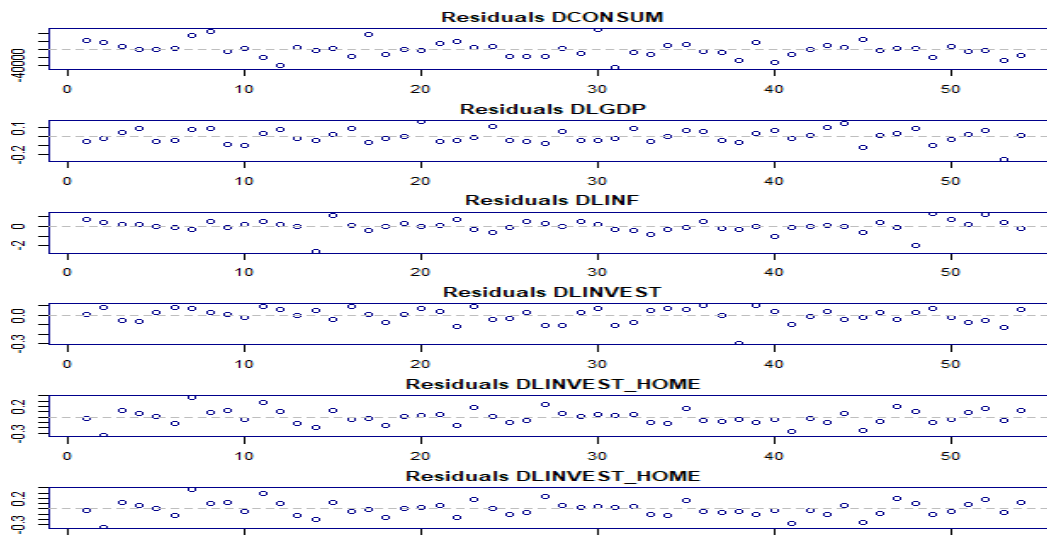 Residuals DCONSUM
-40000
0 10 20 30 40 50
Residuals DLGDP
0.1
-0.2
0 10 20 30 40 50
Residuals DLINF
0
-2
0 10 20 30 40 50
Residuals DLINVEST
0.0
-0.3
0 10 20 30 40 50
Residuals DLINVEST_HOME
0.2
-0.3
0 10 20 30 40 50
Residuals DLINVEST_HOME
0.2
-0.3